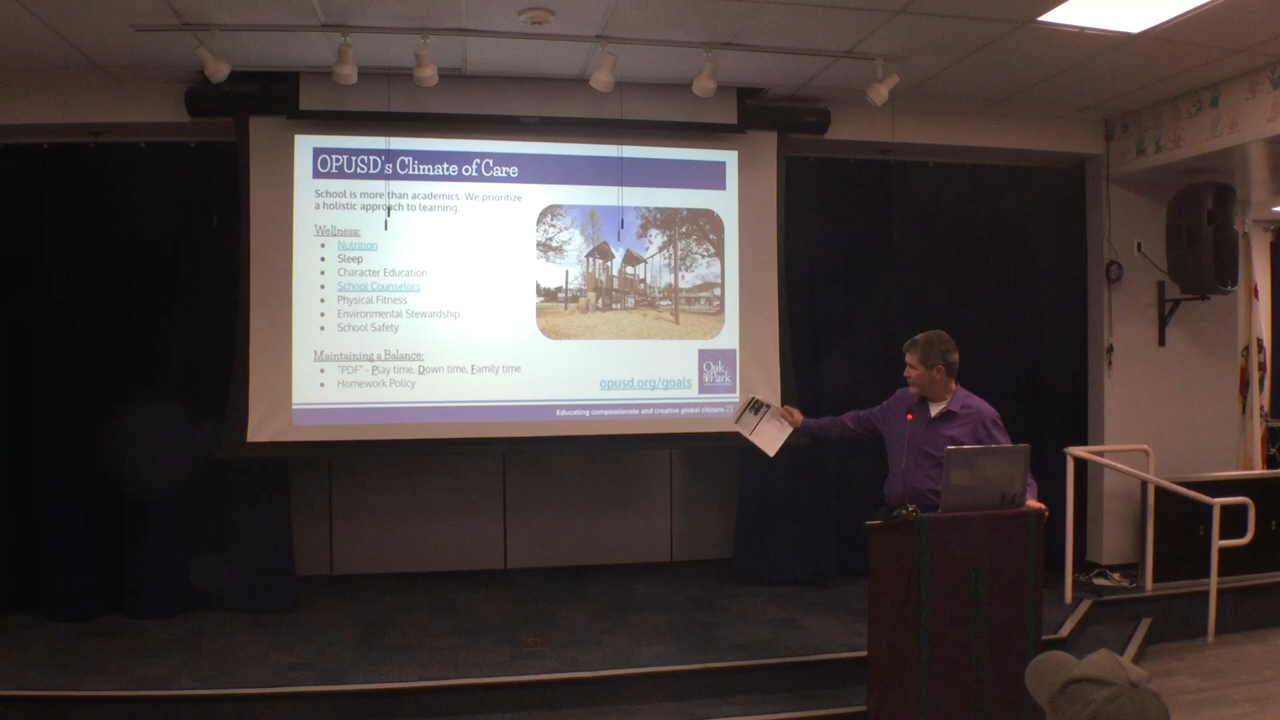 OPUSD's Climate of Care
School is more than academics. We prioritize
a holistic approach to learning.
Wellness:
Nutrition
Sleep
Character Education
School Counselors
Physical Fitness
Environmental Stewardship
School Safety
Maintaining a Balance:
"PDF" - Play time, Down time, Family time
Homework Policy
opusd.org/goals
Oak
Park
Educating compassionate and creative global citizens